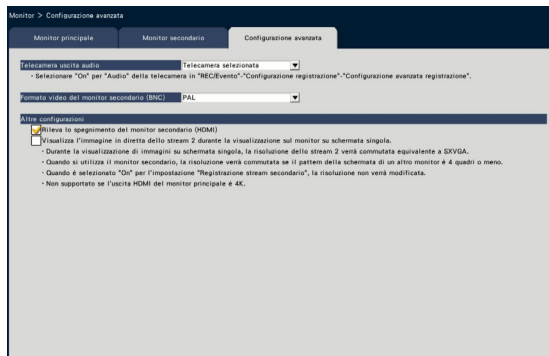 Monitor > Configurazione avanzata
Monitor principale
Monitor secondario
Configurazione avanzata
Telecamera uscita audio
Telecamera selezionata
・Selezionare "On" per "Audio" della telecamera in "REC/Evento"-"Configurazione registrazione"-"Configurazione avanzata registrazione".
Formato video del monitor secondario (BNC)
PAL
Altre configurazioni
Rileva lo spegnimento del monitor secondario (HDMI)
Visualizza l'immagine in diretta dello stream 2 durante la visualizzazione sul monitor su schermata singola.
・Durante la visualizzazione di immagini su schermata singola, la risoluzione dello stream 2 verrà commutata equivalente a SXVGA.
・Quando si utilizza il monitor secondario, la risoluzione verrà commutata se il pattern della schermata di un altro monitor è 4 quadri o meno.
・Quando è selezionato "On" per l'impostazione "Registrazione stream secondario", la risoluzione non verrà modificata.
・Non supportato se l'uscita HDMI del monitor principale è 4K.